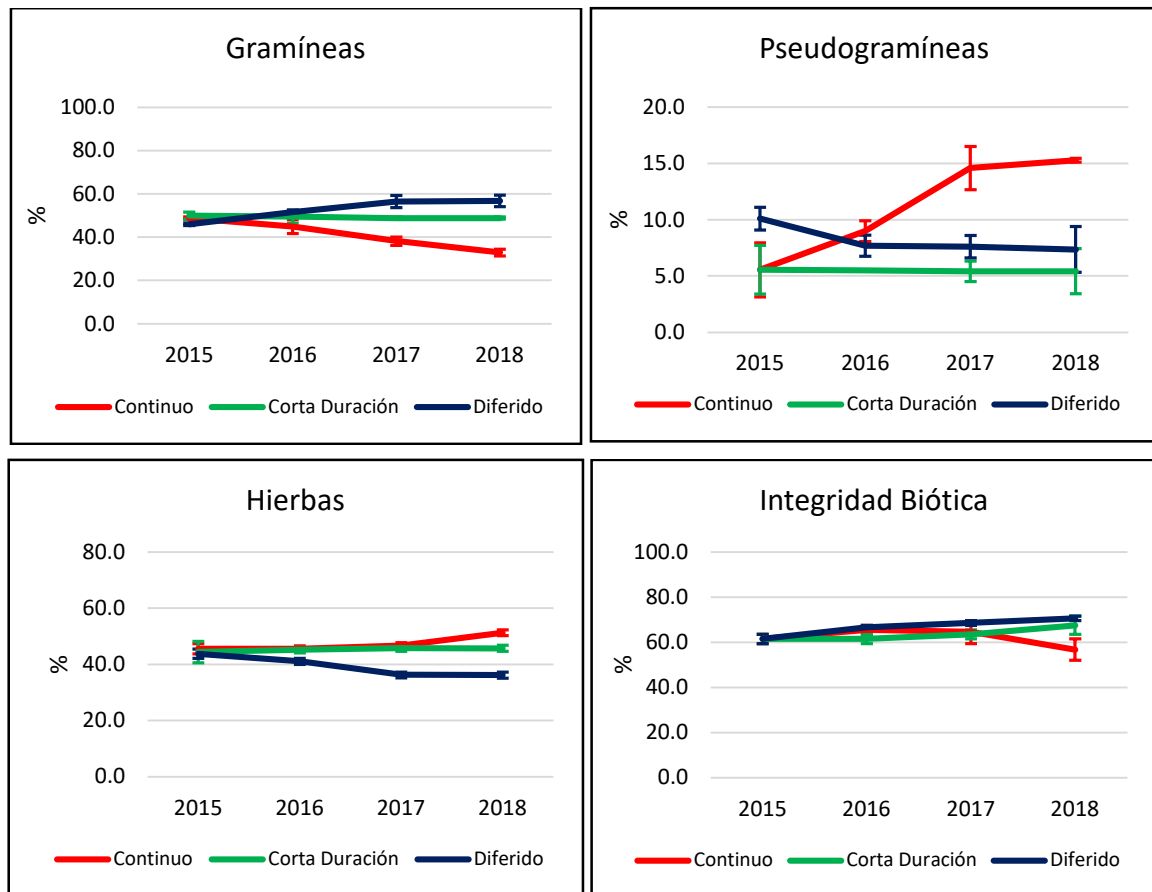 Gramíneas
%
100.0
80.0
60.0
40.0
20.0
0.0
2015 2016 2017 2018
Continuo Corta Duración Diferido
Pseudogramíneas
%
20.0
15.0
10.0
5.0
0.0
2015 2016 2017 2018
Continuo Corta Duración Diferido
Hierbas
%
80.0
60.0
40.0
20.0
0.0
2015 2016 2017 2018
Continuo Corta Duración Diferido
Integridad Biótica
%
100.0
80.0
60.0
40.0
20.0
0.0
2015 2016 2017 2018
Continuo Corta Duración Diferido